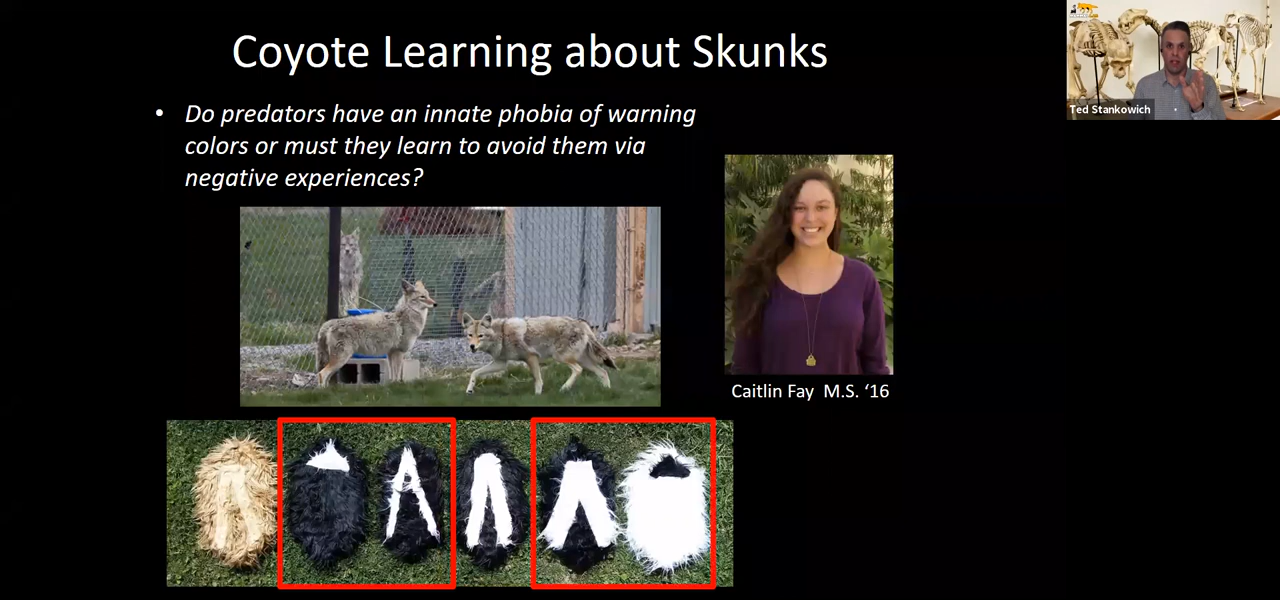 Coyote Learning about Skunks
• Do predators have an innate phobia of warning
colors or must they learn to avoid them via
negative experiences?
Caitlin Fay M.S. ‘16
Ted Stankowich